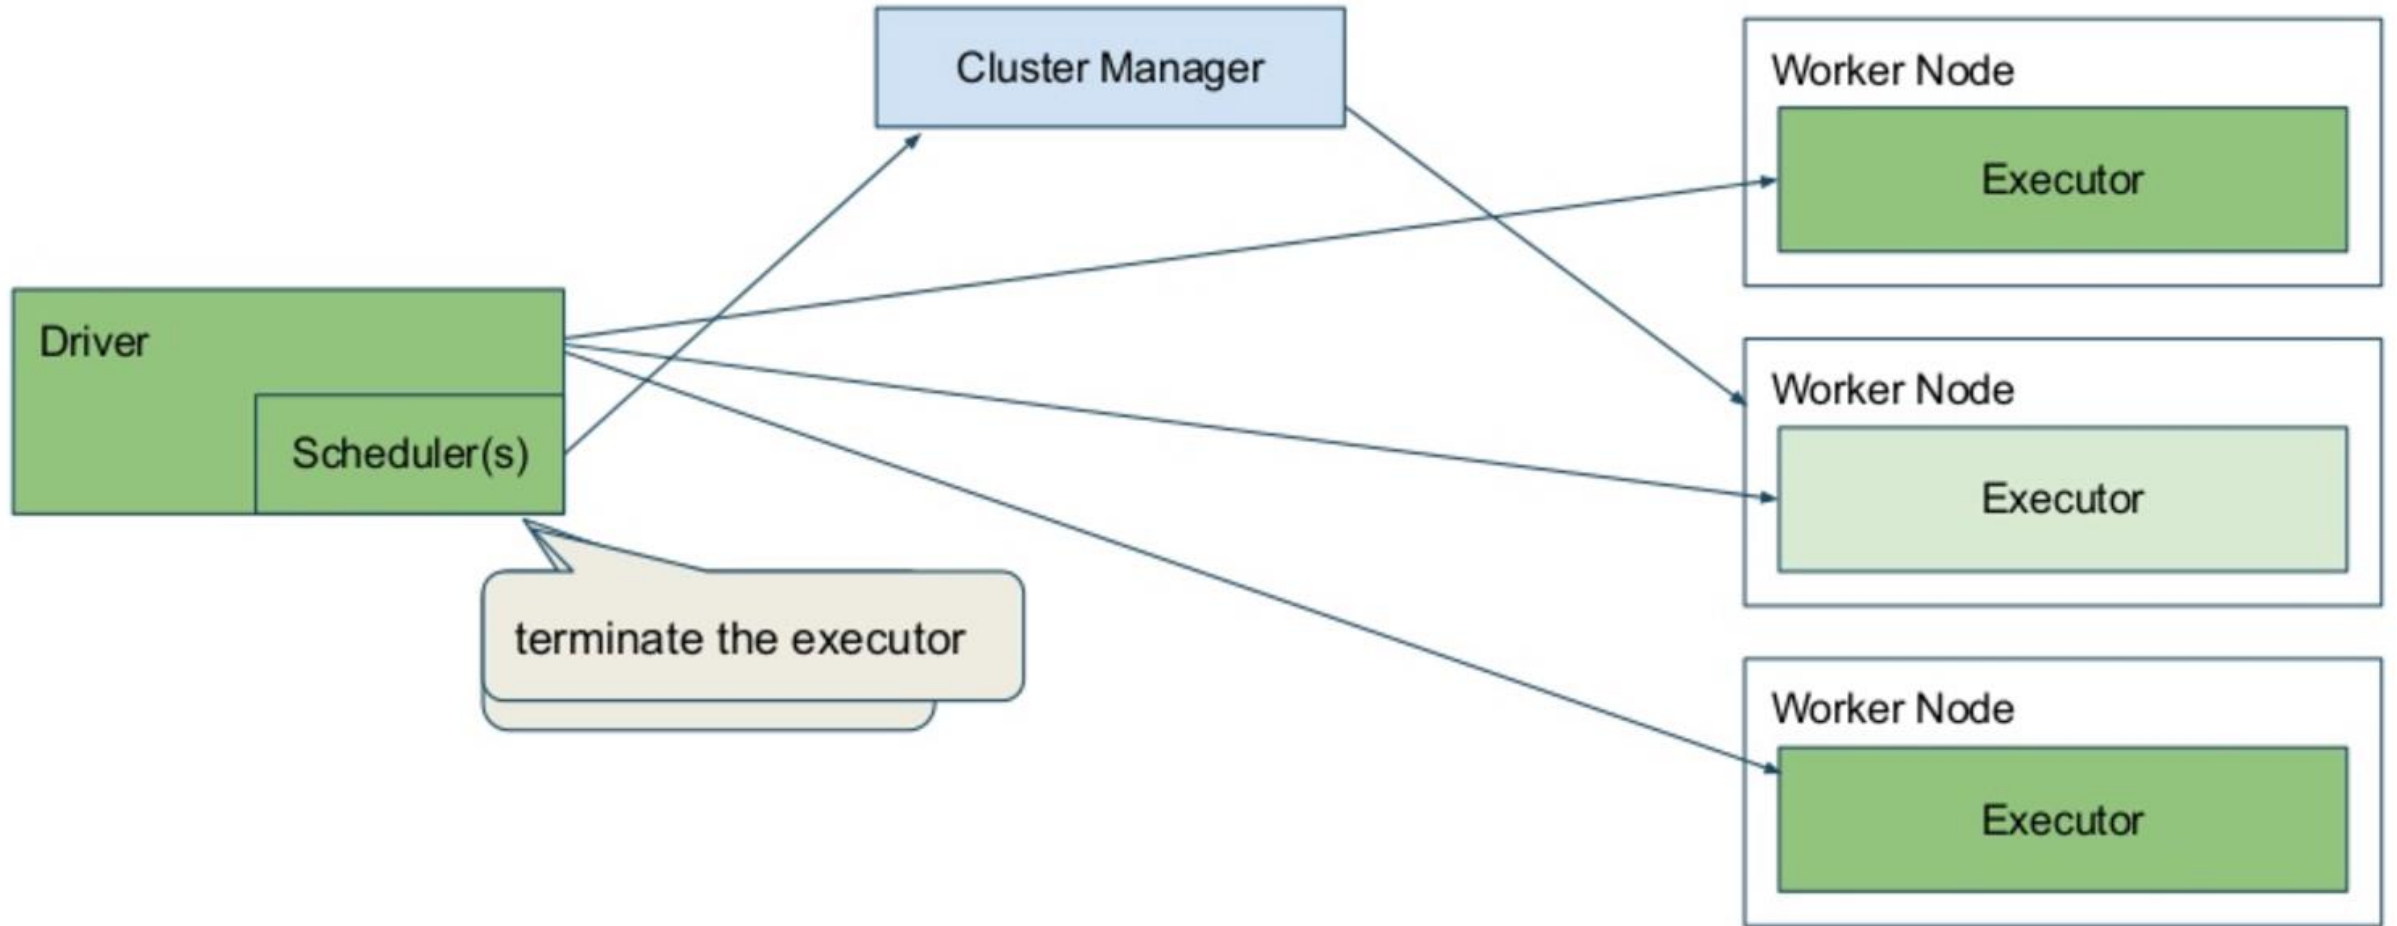 Cluster Manager
Worker Node
Executor
Driver
Scheduler(s)
Worker Node
Executor
terminate the executor
Worker Node
Executor